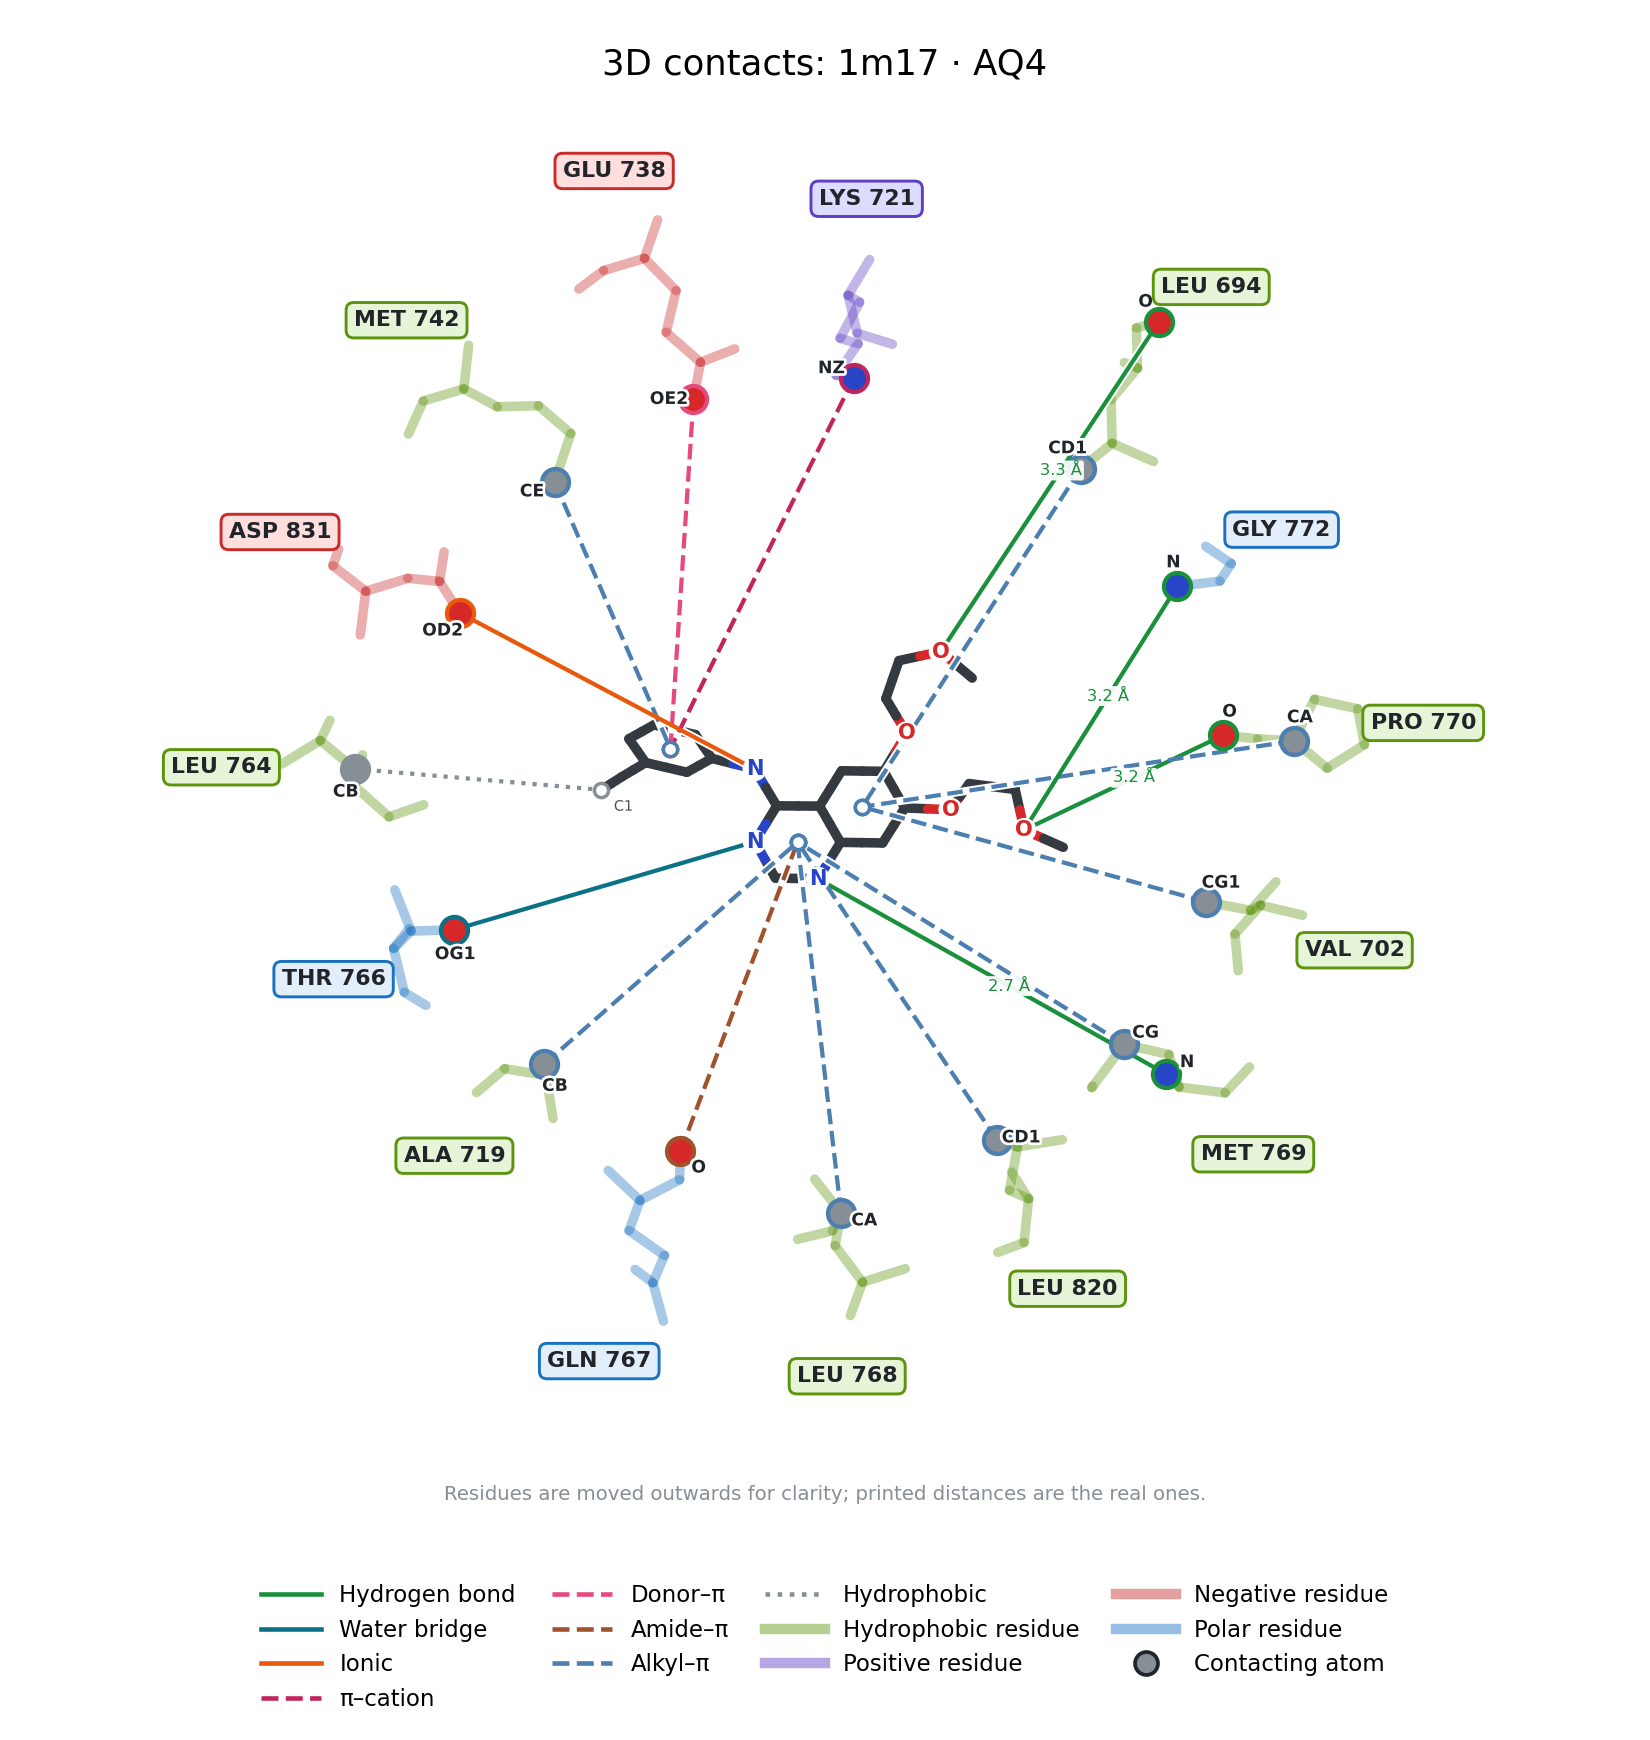 3D contacts: 1m17 · AQ4
GLU 738
LYS 721
LEU 694
O
MET 742
NZ
OE2
CD1
3.3 Å
CE
ASP 831
GLY 772
N
OD2
O
3.2 Å
O
CA
PRO 770
O
LEU 764
N
3.2 Å
CB
C1
O
O
N
N
CG1
THR 766
OG1
VAL 702
2.7 Å
CG
N
CB
ALA 719
CD1
MET 769
O
CA
LEU 820
GLN 767
LEU 768
Residues are moved outwards for clarity; printed distances are the real ones.
Hydrogen bond
Water bridge
Ionic
π–cation
Donor–π
Amide–π
Alkyl–π
Hydrophobic
Hydrophobic residue
Positive residue
Negative residue
Polar residue
Contacting atom